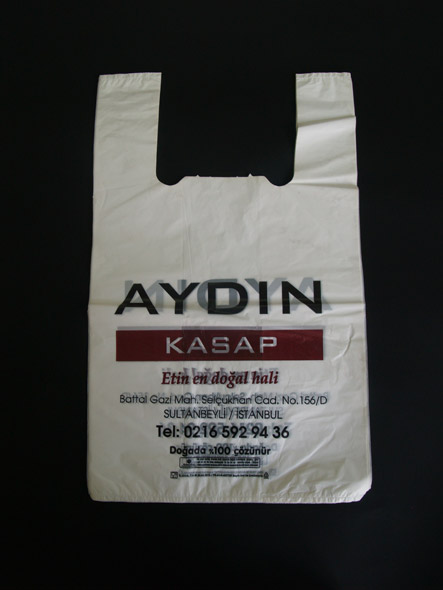 AYDIN
KASAP
Etin en doğal hali
Battal Gazi Mah. Selçukhan Cad. No.156/D
SULTANBEYLİ / İSTANBUL
Tel: 0216 592 94 36
Doğada %100 çözünür